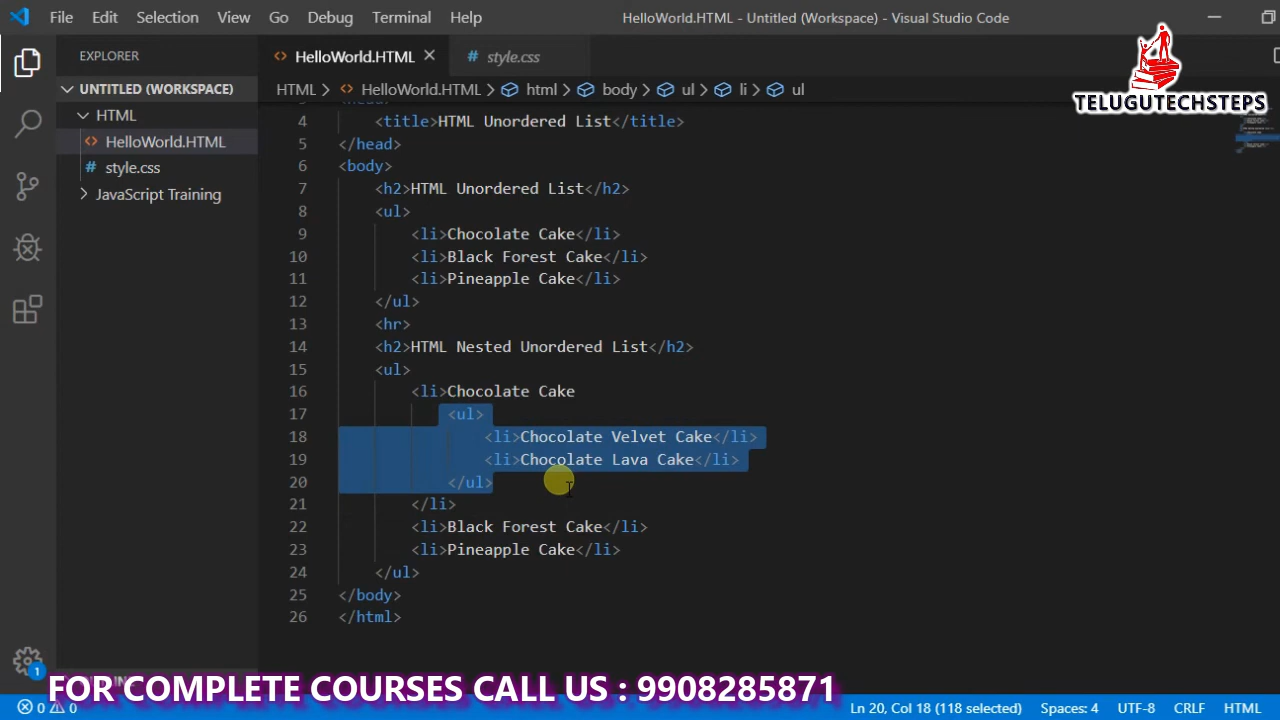 File Edit Selection View Go Debug Terminal Help HelloWorld.HTML - Untitled (Workspace) - Visual Studio Code
EXPLORER
UNTITLED (WORKSPACE)
HTML
<> HelloWorld.HTML
# style.css
JavaScript Training
<> HelloWorld.HTML # style.css
HTML > <> HelloWorld.HTML > html > body > ul > li > ul
TELUGUTECHSTEPS
4 <title>HTML Unordered List</title>
5 </head>
6 <body>
7 <h2>HTML Unordered List</h2>
8 <ul>
9 <li>Chocolate Cake</li>
10 <li>Black Forest Cake</li>
11 <li>Pineapple Cake</li>
12 </ul>
13 <hr>
14 <h2>HTML Nested Unordered List</h2>
15 <ul>
16 <li>Chocolate Cake
17 <ul>
18 <li>Chocolate Velvet Cake</li>
19 <li>Chocolate Lava Cake</li>
20 </ul>
21 </li>
22 <li>Black Forest Cake</li>
23 <li>Pineapple Cake</li>
24 </ul>
25 </body>
26 </html>
1
FOR COMPLETE COURSES CALL US : 9908285871
0 0 Ln 20, Col 18 (118 selected) Spaces: 4 UTF-8 CRLF HTML